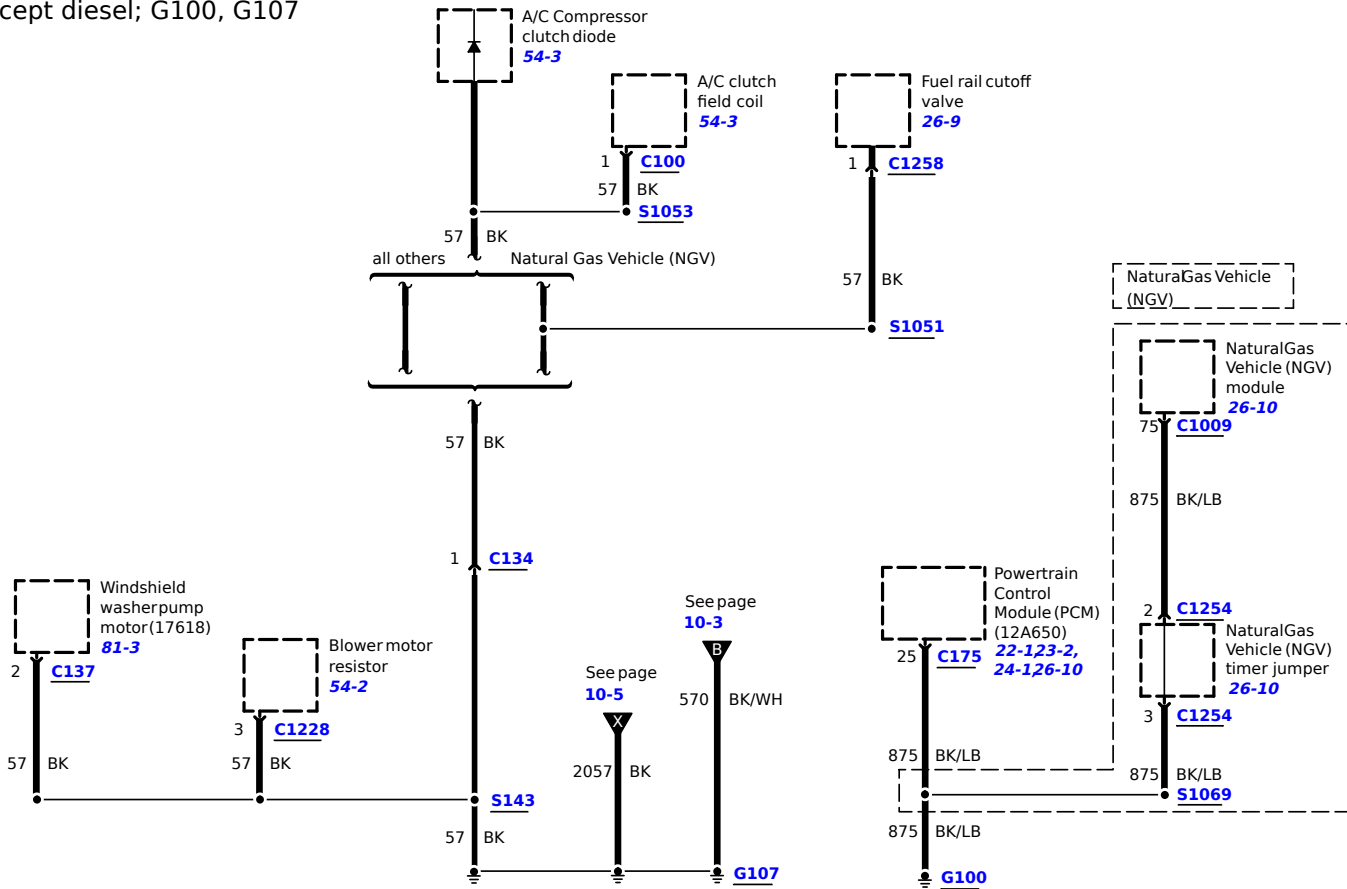 cept diesel; G100, G107
A/C Compressor
clutch diode
54-3
A/C clutch
field coil
54-3
Fuel rail cutoff
valve
26-9
1 C100
1 C1258
57 BK
S1053
57 BK
all others
Natural Gas Vehicle (NGV)
57 BK
S1051
Natural Gas Vehicle
(NGV)
Natural Gas
Vehicle (NGV)
module
26-10
75 C1009
57 BK
875 BK/LB
1 C134
Windshield
washer pump
motor (17618)
81-3
2 C137
Blower motor
resistor
54-2
3 C1228
See page
10-5
X
See page
10-3
B
570 BK/WH
Powertrain
Control
Module (PCM)
(12A650)
22-1,23-2,
24-1,26-10
25 C175
2 C1254
Natural Gas
Vehicle (NGV)
timer jumper
26-10
3 C1254
57 BK
57 BK
2057 BK
875 BK/LB
875 BK/LB
S143
S1069
57 BK
875 BK/LB
G107
G100